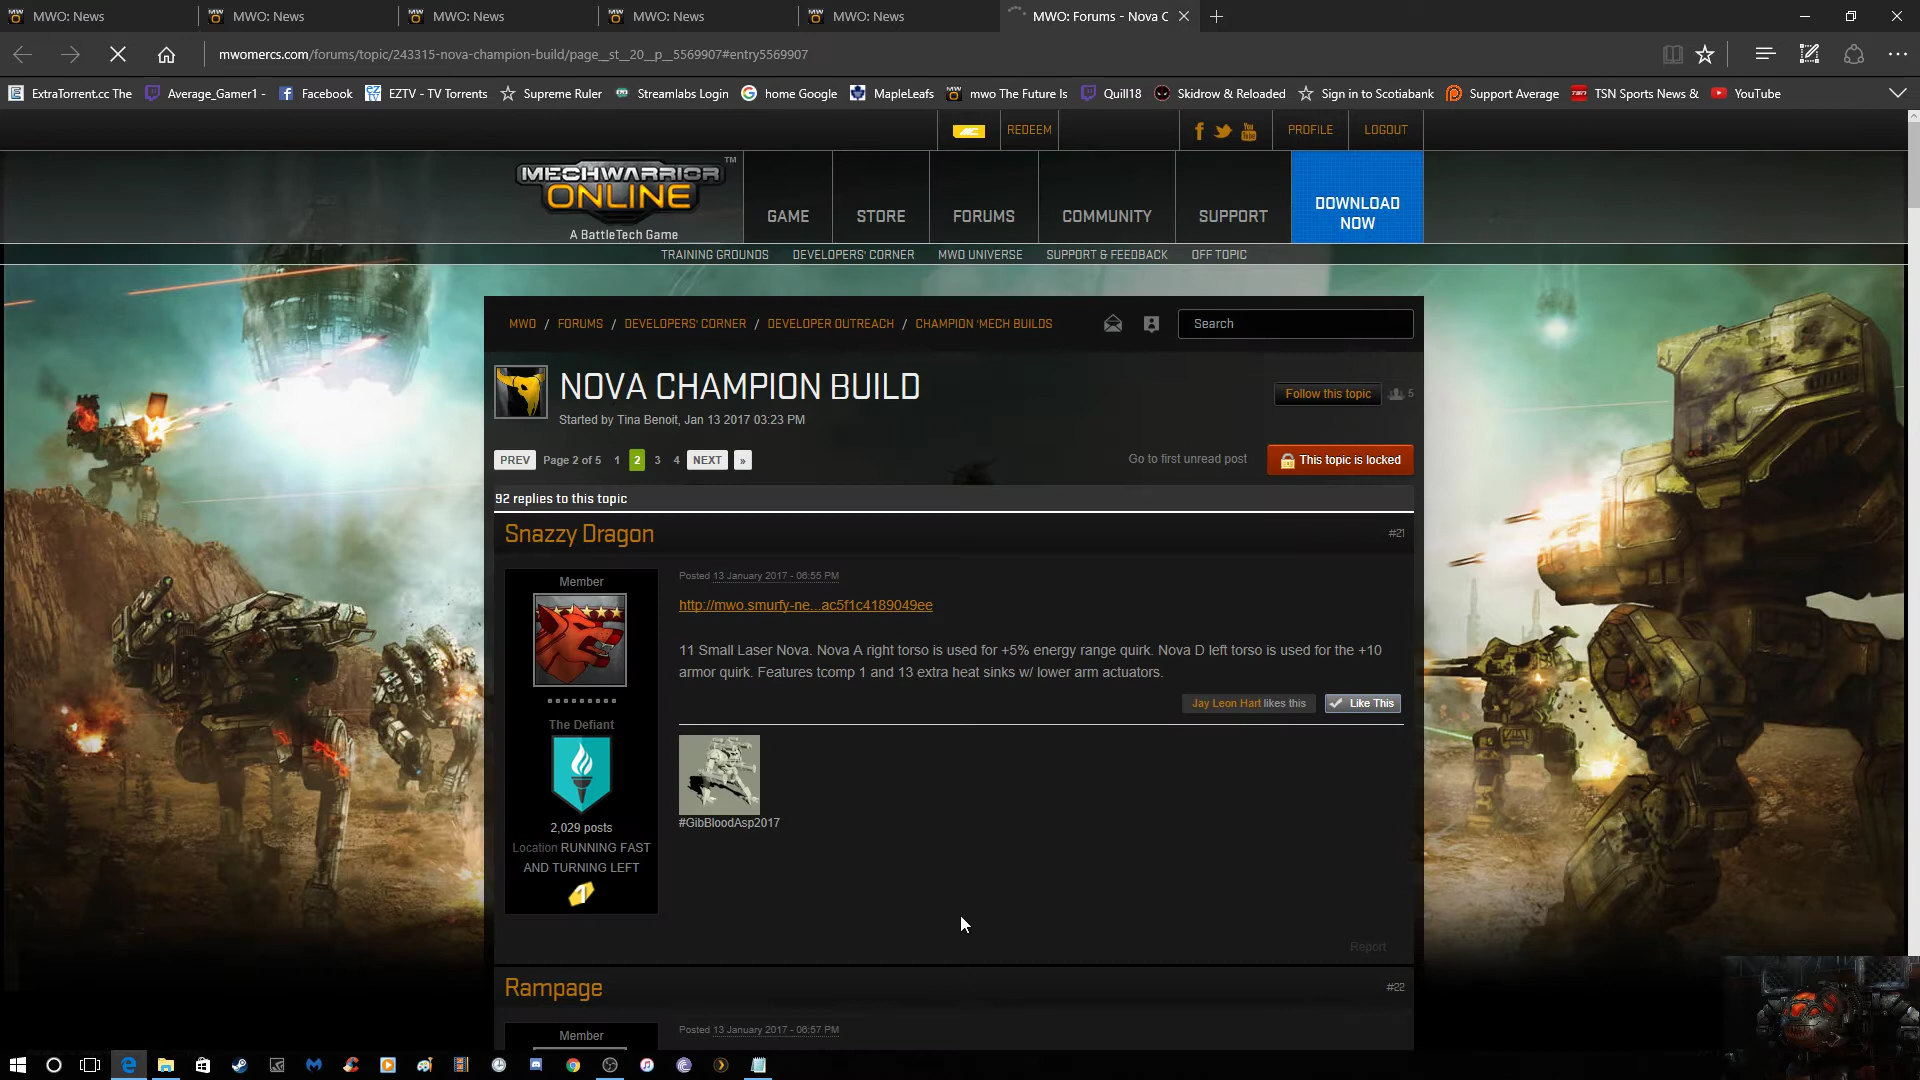 MWO: News
MWO: News
MWO: News
MWO: News
MWO: News
MWO: Forums - Nova C
mwomercs.com/forums/topic/243315-nova-champion-build/page__st__20__p__5569907#entry5569907
ExtraTorrent.cc The
Average_Gamer1 -
Facebook
EZTV - TV Torrents
Supreme Ruler
Streamlabs Login
home Google
MapleLeafs
mwo The Future Is
Quill18
Skidrow & Reloaded
Sign in to Scotiabank
Support Average
TSN Sports News &
YouTube
REDEEM
PROFILE
LOGOUT
MECHWARRIOR ™
ONLINE
A BattleTech Game
GAME
STORE
FORUMS
COMMUNITY
SUPPORT
DOWNLOAD
NOW
TRAINING GROUNDS
DEVELOPERS' CORNER
MWO UNIVERSE
SUPPORT & FEEDBACK
OFF TOPIC
MWO / FORUMS / DEVELOPERS' CORNER / DEVELOPER OUTREACH / CHAMPION 'MECH BUILDS
Search
NOVA CHAMPION BUILD
Started by Tina Benoit, Jan 13 2017 03:23 PM
Follow this topic
5
PREV Page 2 of 5 1 2 3 4 NEXT »
Go to first unread post
This topic is locked
92 replies to this topic
Snazzy Dragon
#21
Member
Posted 13 January 2017 - 06:55 PM
http://mwo.smurfy-ne...ac5f1c4189049ee
11 Small Laser Nova. Nova A right torso is used for +5% energy range quirk. Nova D left torso is used for the +10
armor quirk. Features tcomp 1 and 13 extra heat sinks w/ lower arm actuators.
Jay Leon Hart likes this
Like This
The Defiant
2,029 posts
Location RUNNING FAST
AND TURNING LEFT
1
#GibBloodAsp2017
Report
Rampage
#22
Member
Posted 13 January 2017 - 06:57 PM